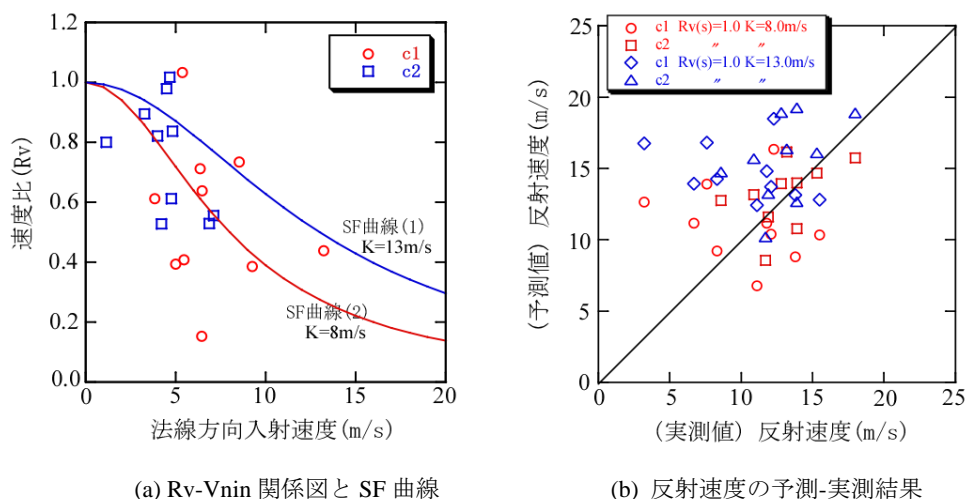 1.2
1.0
0.8
0.6
0.4
0.2
0.0
速度比(Rv)
c1
c2
SF曲線(1)
K=13m/s
SF曲線(2)
K=8m/s
0
5
10
15
20
法線方向入射速度(m/s)
(a) Rv-Vnin 関係図と SF 曲線
25
20
15
10
5
0
(予測値) 反射速度(m/s)
c1 Rv(s)=1.0 K=8.0m/s
c2 〃 〃
c1 Rv(s)=1.0 K=13.0m/s
c2 〃 〃
0
5
10
15
20
25
(実測値) 反射速度(m/s)
(b) 反射速度の予測-実測結果